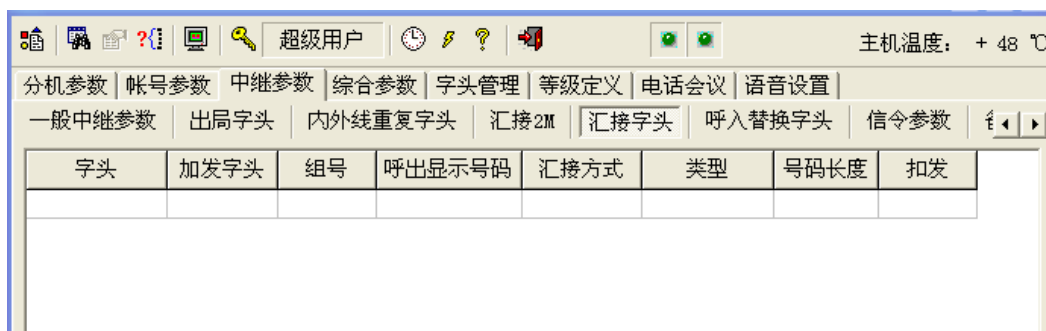 超级用户 主机温度： + 48 ℃
分机参数 帐号参数 中继参数 综合参数 字头管理 等级定义 电话会议 语音设置
一般中继参数 出局字头 内外线重复字头 汇接2M 汇接字头 呼入替换字头 信令参数
字头 加发字头 组号 呼出显示号码 汇接方式 类型 号码长度 扣发